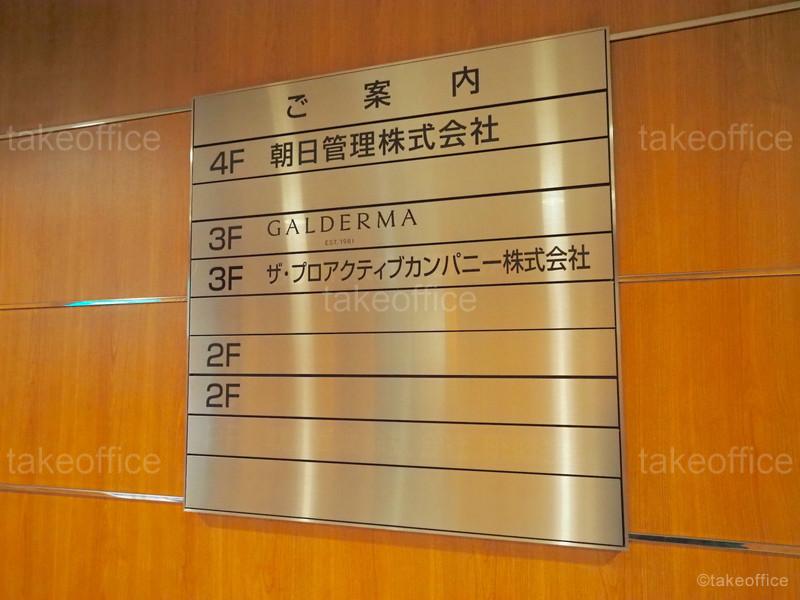 ご案内
4F 朝日管理株式会社
3F GALDERMA
EST. 1981
3F ザ・プロアクティブカンパニー株式会社
2F
2F
takeoffice
takeoffice
takeoffice
takeoffice
takeoffice
©takeoffice